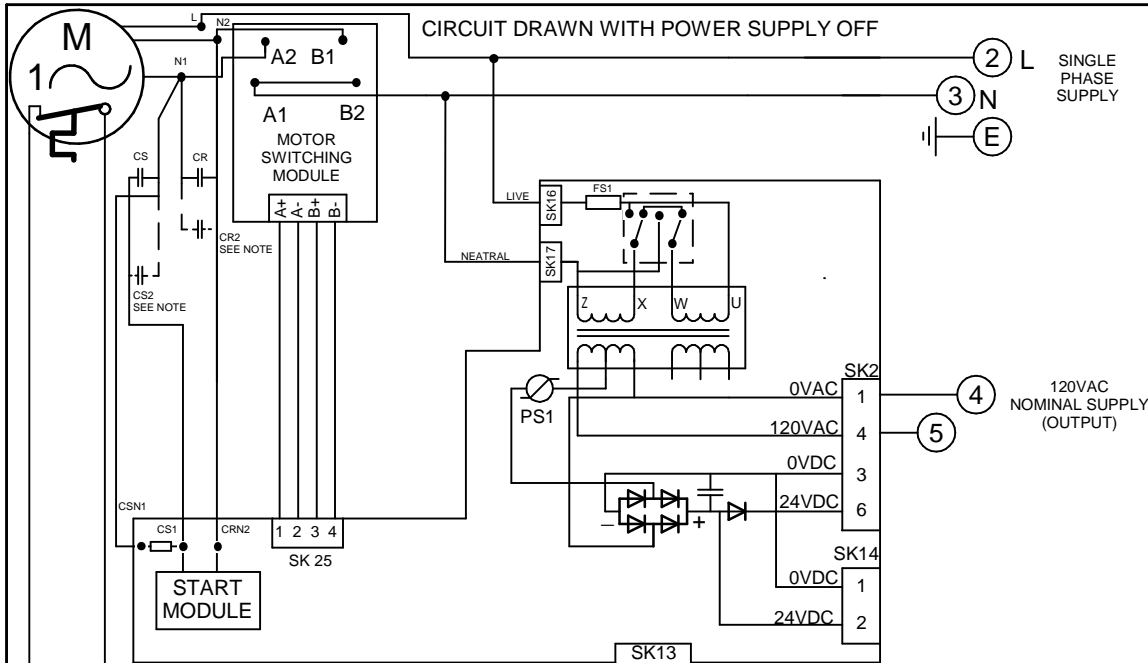 CIRCUIT DRAWN WITH POWER SUPPLY OFF
L
N2
M
1
N1
A2
B1
A1
B2
MOTOR
SWITCHING
MODULE
A+
A-
B+
B-
2
L
SINGLE
PHASE
SUPPLY
3
N
E
CS
CR
CR2
SEE NOTE
CS2
SEE NOTE
LIVE
SK16
FS1
NEATRAL
SK17
Z
X
W
U
PS1
SK2
0VAC
1
4
120VAC
NOMINAL SUPPLY
(OUTPUT)
120VAC
4
5
0VDC
3
24VDC
6
–
+
SK14
0VDC
1
24VDC
2
CSN1
CS1
CRN2
1
2
3
4
SK 25
START
MODULE
SK13